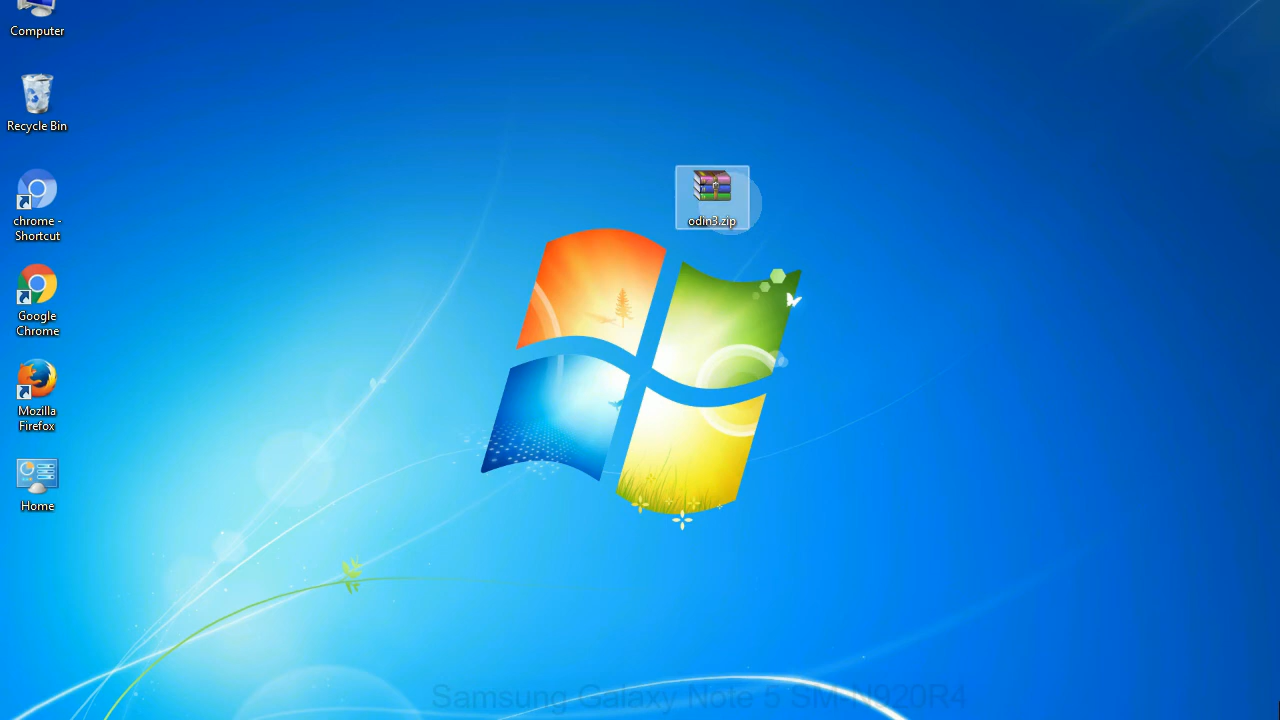 Computer
Recycle Bin
chrome -
Shortcut
Google
Chrome
Mozilla
Firefox
Home
odin3.zip
Samsung Galaxy Note 5 SM-N920R4